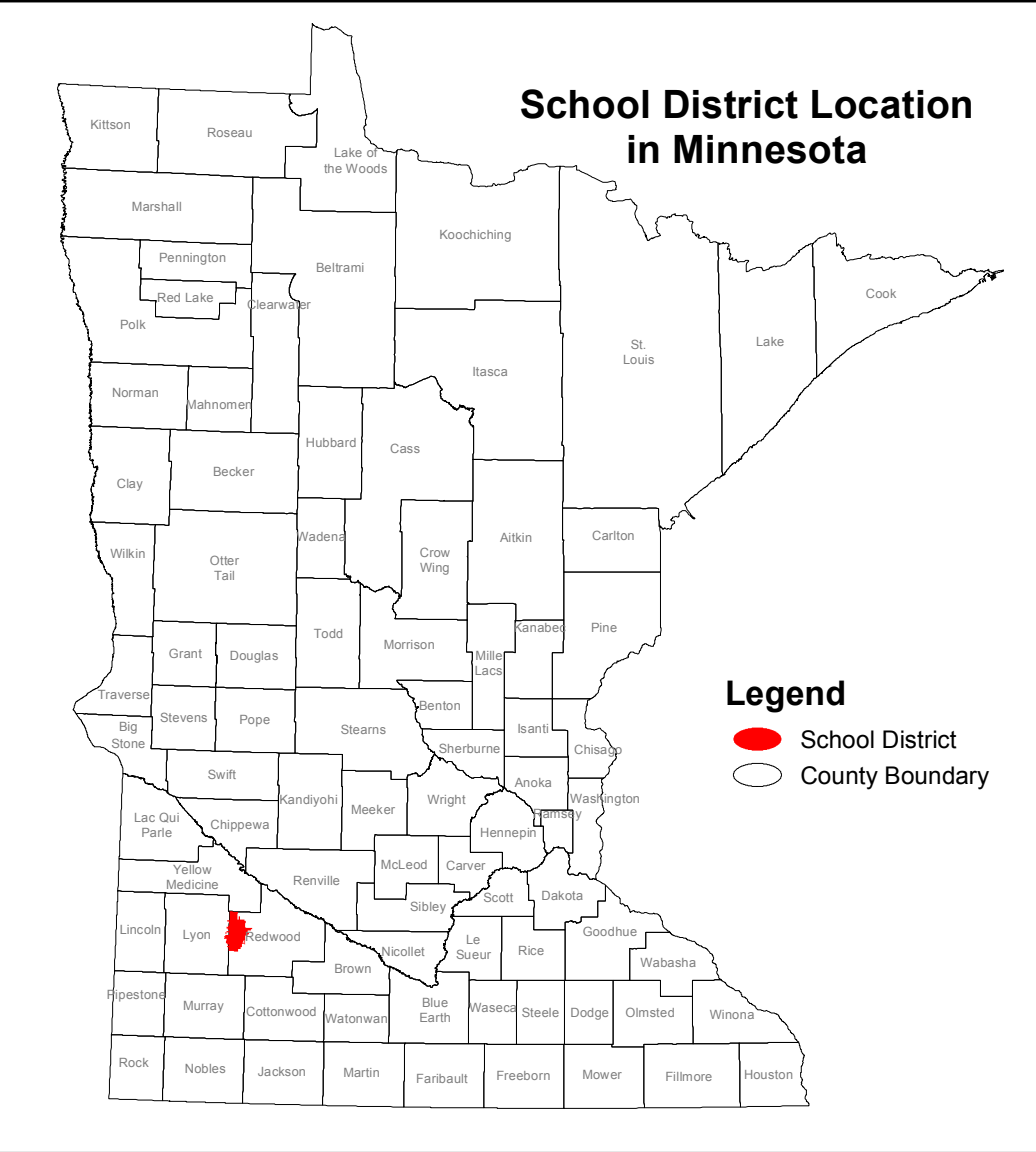 School District Location
in Minnesota
Kittson
Roseau
Lake of
the Woods
Marshall
Koochiching
Pennington
Beltrami
Red Lake
Clearwater
Cook
Polk
St.
Louis
Lake
Itasca
Norman
Mahnomen
Hubbard
Cass
Becker
Clay
Wadena
Aitkin
Carlton
Wilkin
Otter
Tail
Crow
Wing
Todd
Morrison
Kanabec
Pine
Grant
Douglas
Mille
Lacs
Traverse
Legend
Benton
Stevens
Pope
Stearns
Isanti
Big
Stone
Sherburne
Chisago
School District
County Boundary
Swift
Anoka
Kandiyohi
Wright
Washington
Meeker
Ramsey
Lac Qui
Parle
Chippewa
Hennepin
McLeod
Carver
Yellow
Medicine
Renville
Sibley
Scott
Dakota
Lincoln
Lyon
Redwood
Goodhue
Nicollet
Le
Sueur
Rice
Brown
Wabasha
Pipestone
Murray
Cottonwood
Watonwan
Blue
Earth
Waseca
Steele
Dodge
Olmsted
Winona
Rock
Nobles
Jackson
Martin
Faribault
Freeborn
Mower
Fillmore
Houston